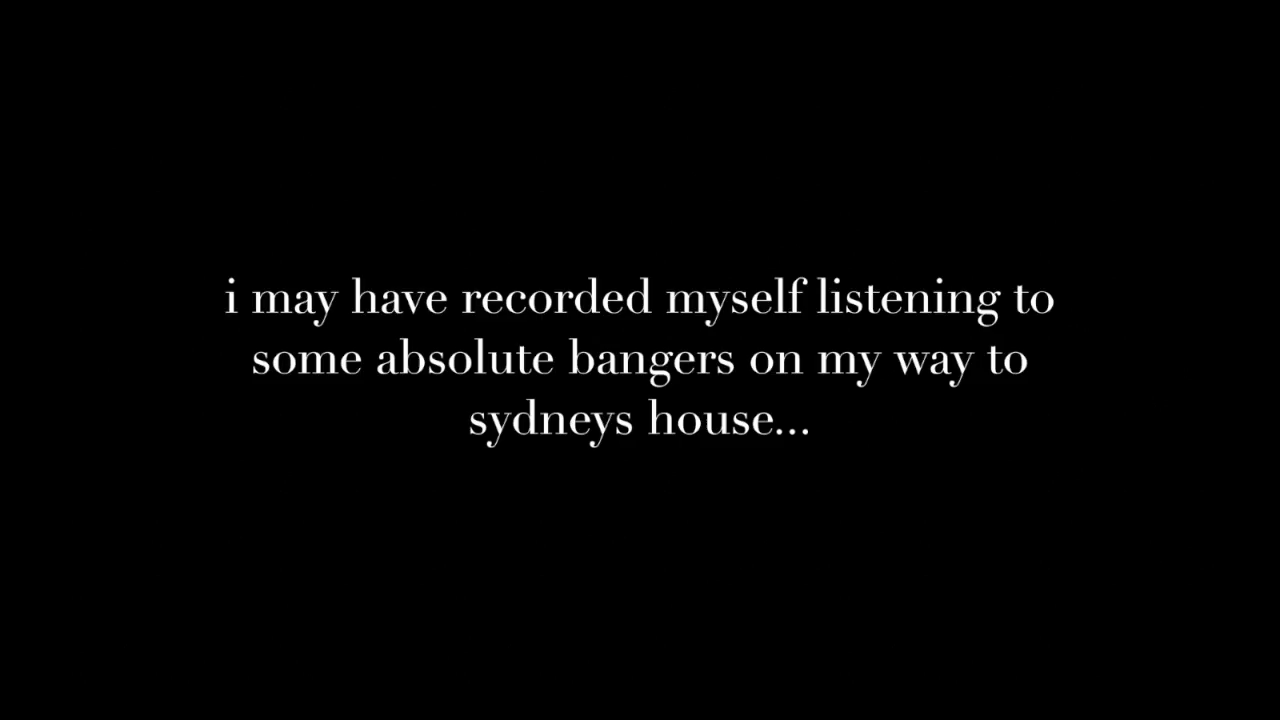 i may have recorded myself listening to
some absolute bangers on my way to
sydneys house...